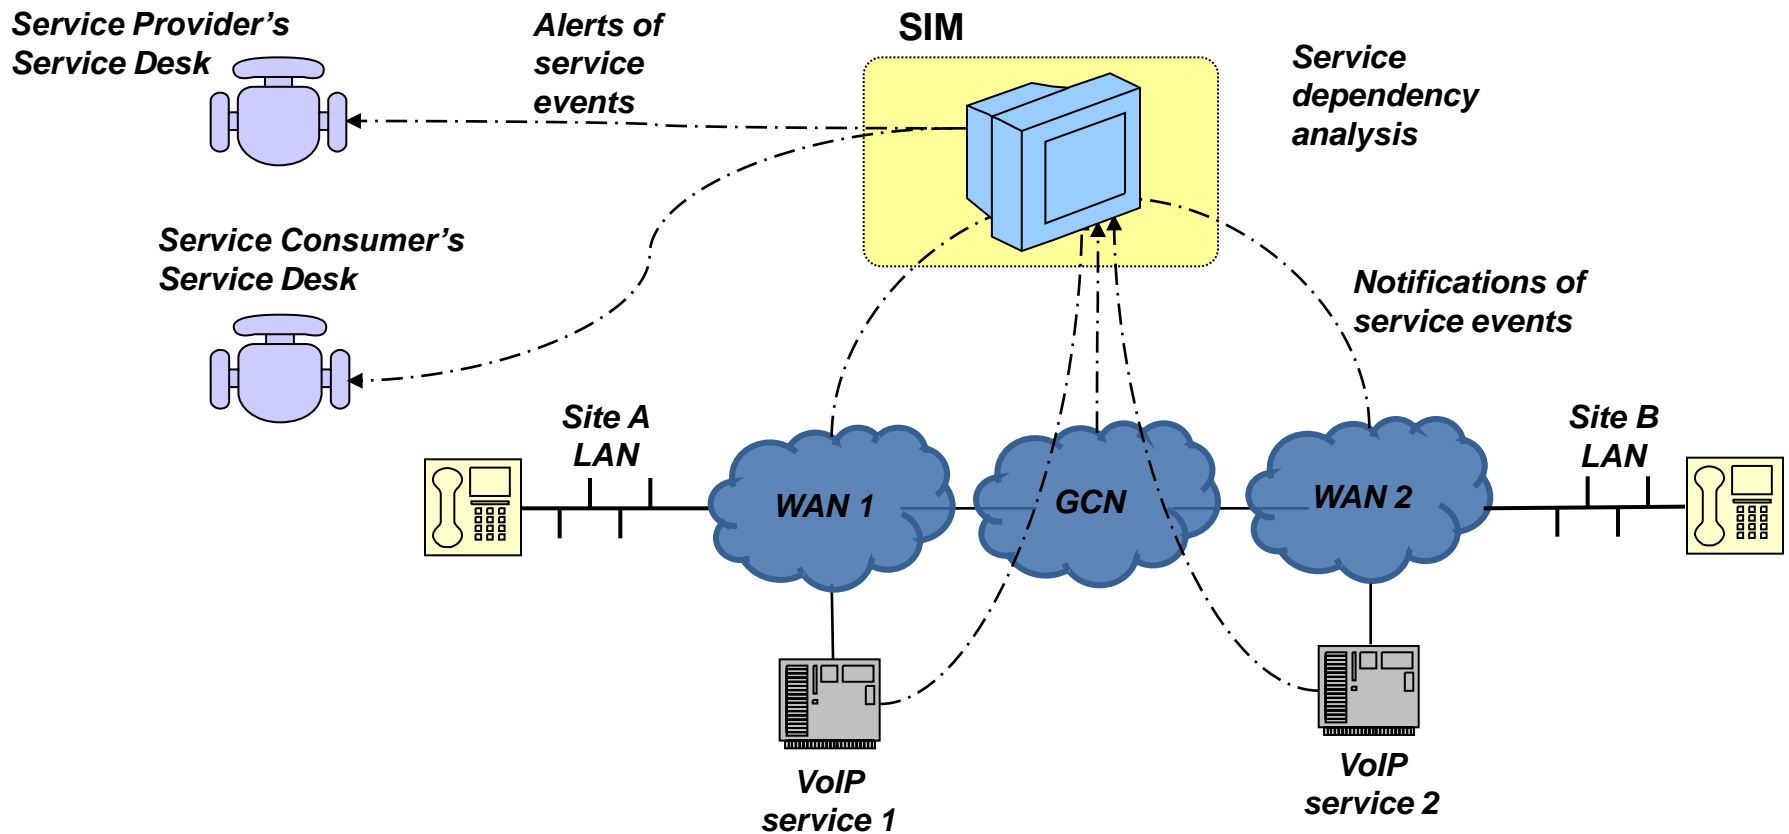 Service Provider's
Service Desk
Alerts of
service
events
SIM
Service
dependency
analysis
Service Consumer's
Service Desk
Notifications of
service events
Site A
LAN
Site B
LAN
WAN 1
GCN
WAN 2
VoIP
service 1
VoIP
service 2